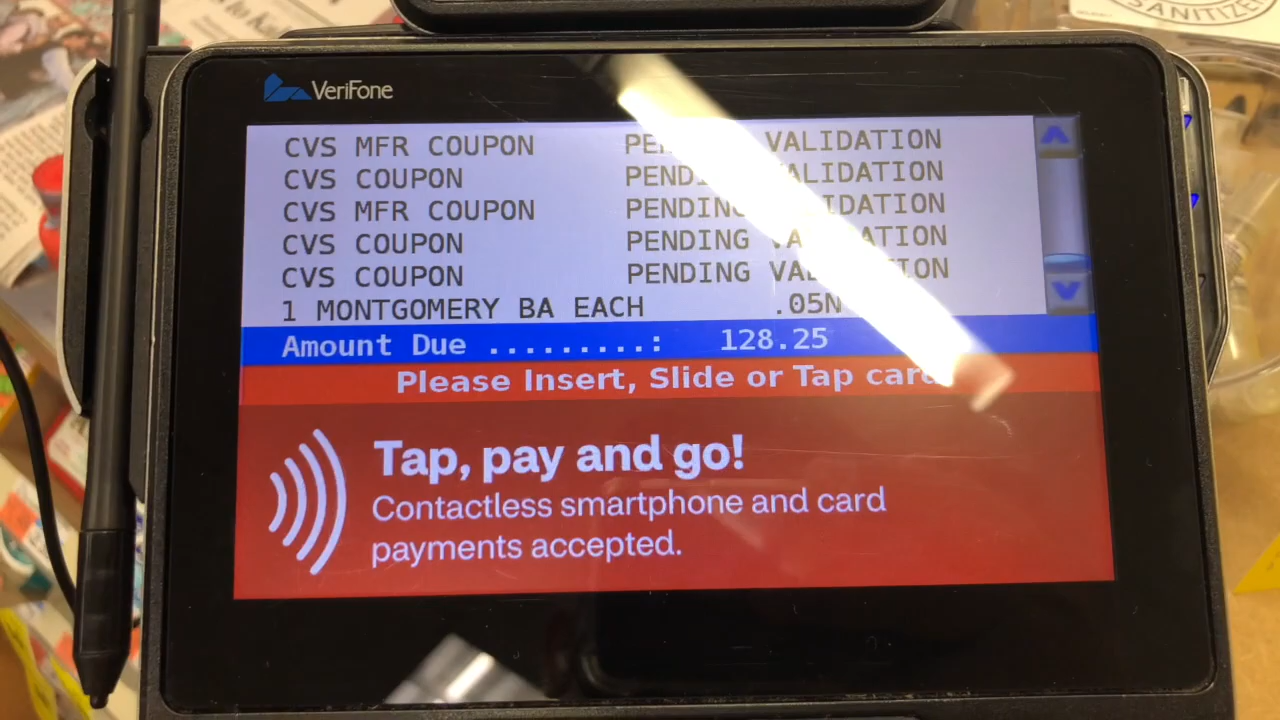 SANITIZE
VeriFone
CVS MFR COUPON PENDING VALIDATION
CVS COUPON PENDING VALIDATION
CVS MFR COUPON PENDING VALIDATION
CVS COUPON PENDING VALIDATION
CVS COUPON PENDING VALIDATION
1 MONTGOMERY BA EACH .05N
Amount Due .........: 128.25
Please Insert, Slide or Tap card
Tap, pay and go!
Contactless smartphone and card
payments accepted.